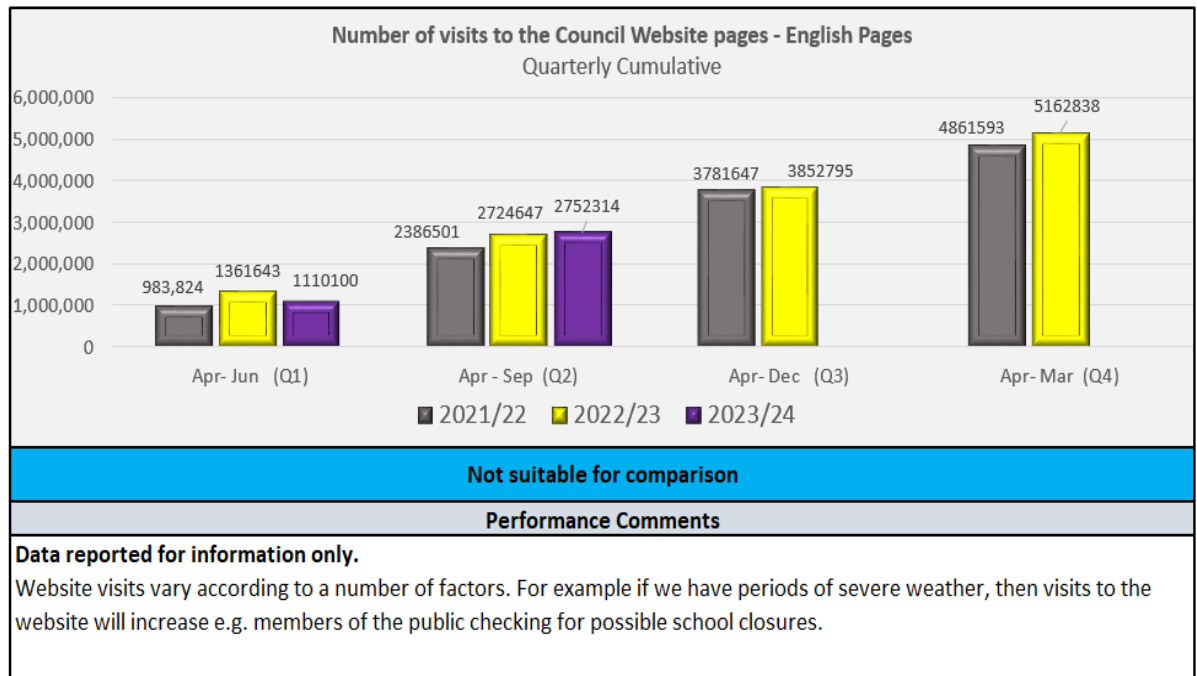 Number of visits to the Council Website pages - English Pages
Quarterly Cumulative
6,000,000
5,000,000
4,000,000
3,000,000
2,000,000
1,000,000
0
983,824
1361643
1110100
2386501
2724647
2752314
3781647
3852795
4861593
5162838
Apr- Jun (Q1)
Apr - Sep (Q2)
Apr- Dec (Q3)
Apr- Mar (Q4)
2021/22
2022/23
2023/24
Not suitable for comparison
Performance Comments
Data reported for information only.
Website visits vary according to a number of factors. For example if we have periods of severe weather, then visits to the
website will increase e.g. members of the public checking for possible school closures.